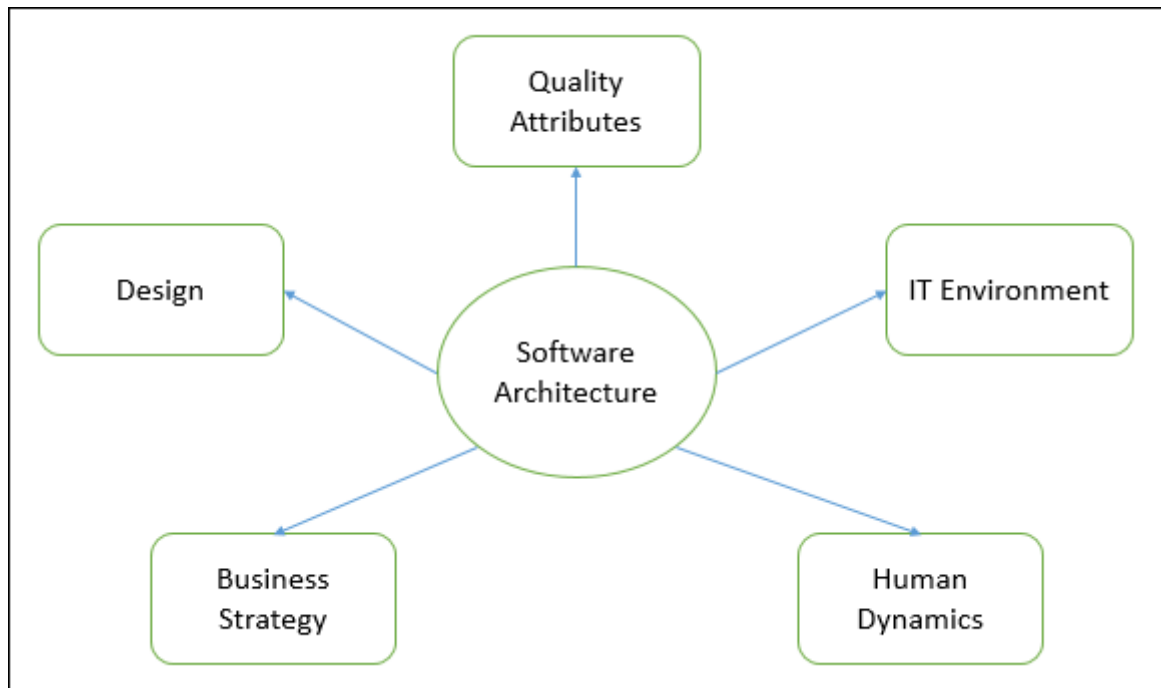 Quality
Attributes
Design
IT Environment
Software
Architecture
Business
Strategy
Human
Dynamics